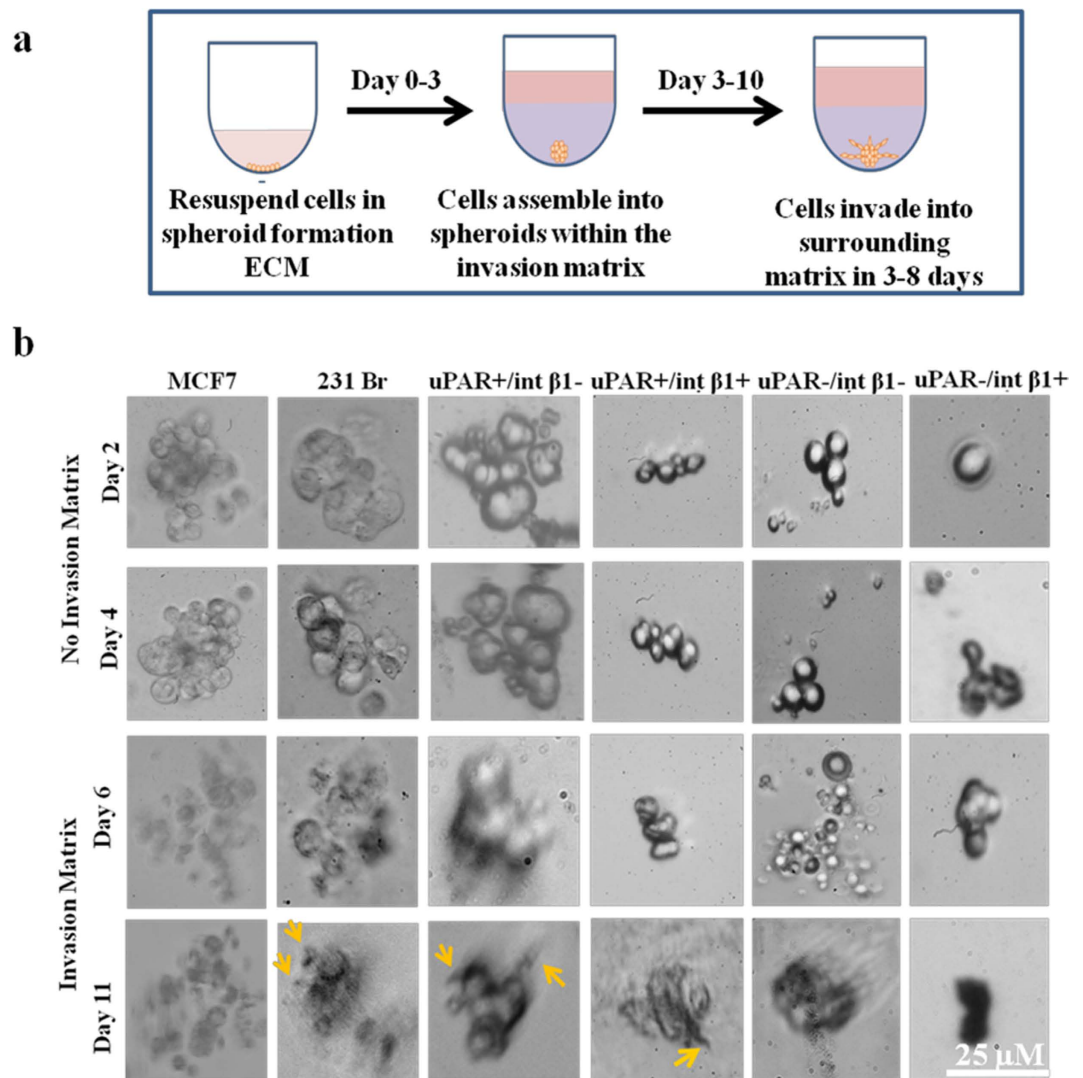 a
Day 0-3
Day 3-10
Resuspend cells in
spheroid formation
ECM
Cells assemble into
spheroids within the
invasion matrix
Cells invade into
surrounding
matrix in 3-8 days
b
MCF7
231 Br
uPAR+/int β1-
uPAR+/int β1+
uPAR-/int β1-
uPAR-/int β1+
No Invasion Matrix
Day 2
Day 4
Invasion Matrix
Day 6
Day 11
25 µM